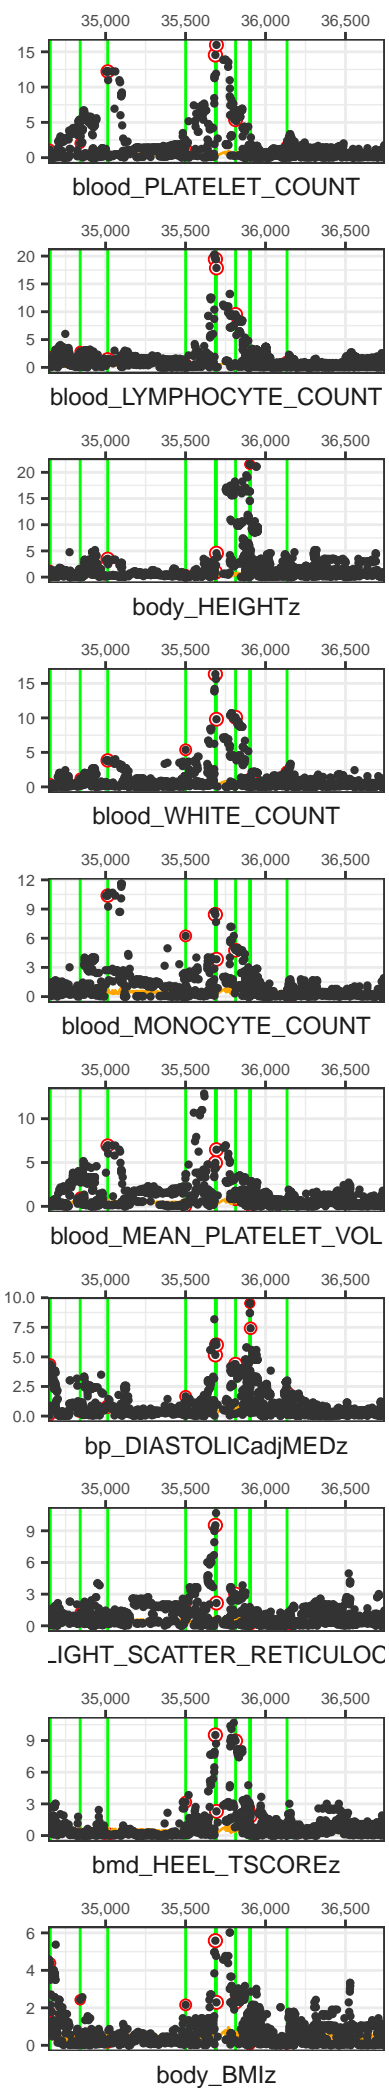 35,000 35,500 36,000 36,500
15
10
5
0
blood_PLATELET_COUNT
35,000 35,500 36,000 36,500
20
15
10
5
0
blood_LYMPHOCYTE_COUNT
35,000 35,500 36,000 36,500
20
15
10
5
0
body_HEIGHTz
35,000 35,500 36,000 36,500
15
10
5
0
blood_WHITE_COUNT
35,000 35,500 36,000 36,500
12
9
6
3
0
blood_MONOCYTE_COUNT
35,000 35,500 36,000 36,500
10
5
0
blood_MEAN_PLATELET_VOL
35,000 35,500 36,000 36,500
10.0
7.5
5.0
2.5
0.0
bp_DIASTOLICadjMEDz
35,000 35,500 36,000 36,500
9
6
3
0
LIGHT_SCATTER_RETICULOC
35,000 35,500 36,000 36,500
9
6
3
0
bmd_HEEL_TSCOREz
35,000 35,500 36,000 36,500
6
4
2
0
body_BMIz